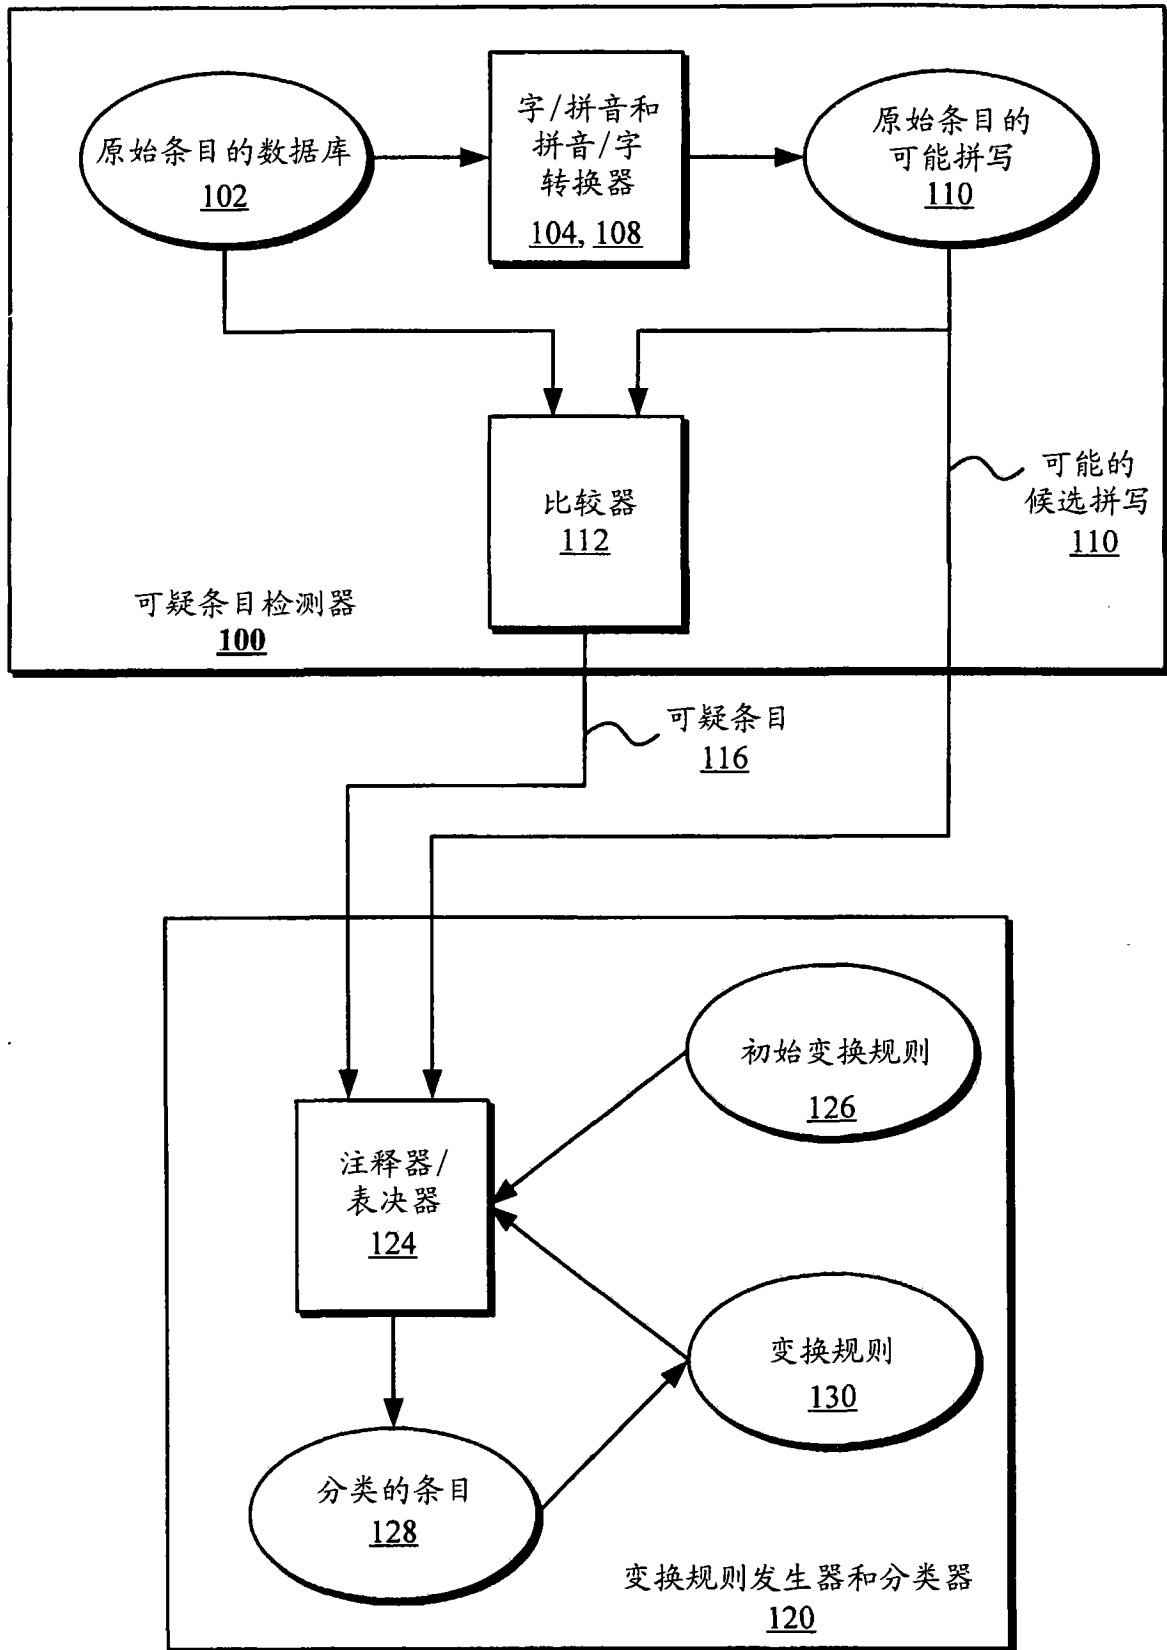 原始条目的数据库
102
字/拼音和
拼音/字
转换器
104, 108
原始条目的
可能拼写
110
比较器
112
可能的
候选拼写
110
可疑条目检测器
100
可疑条目
116
初始变换规则
126
注释器/
表决器
124
变换规则
130
分类的条目
128
变换规则发生器和分类器
120